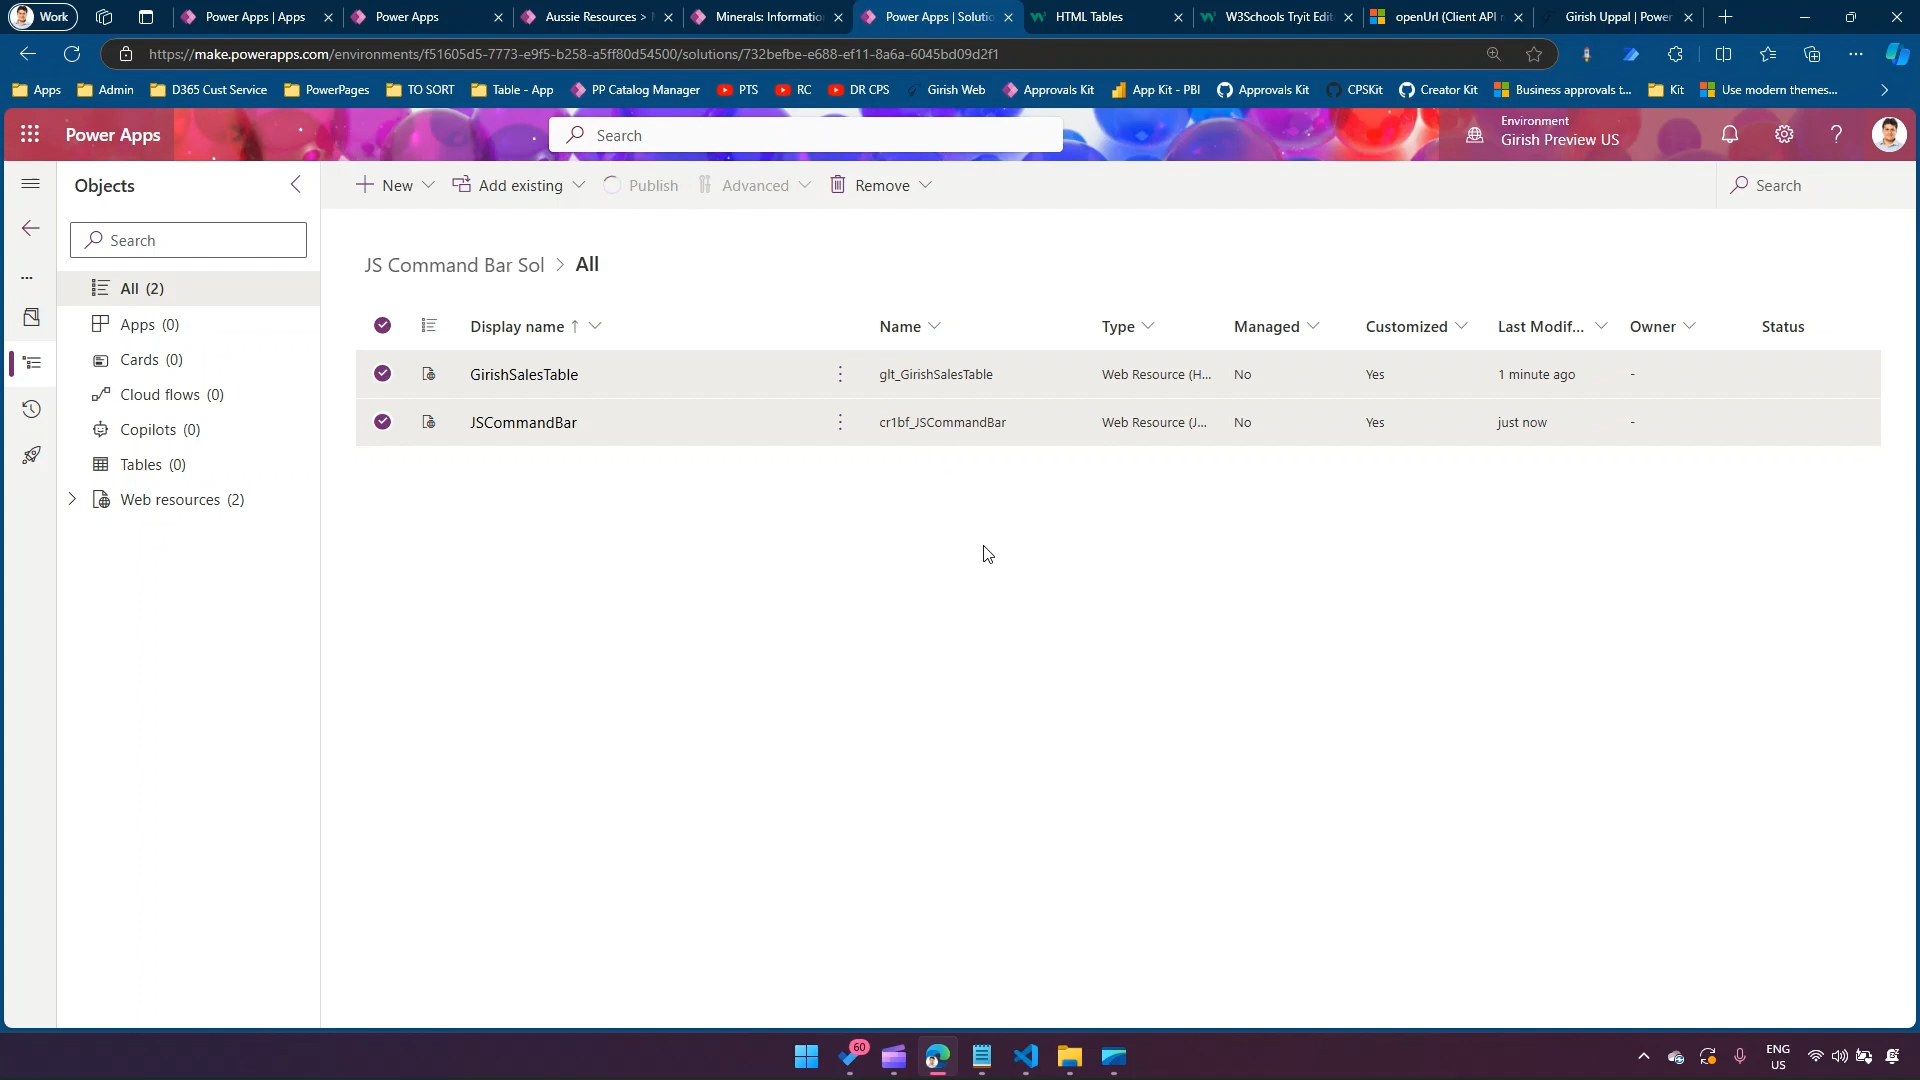 Work
Power Apps | Apps
Power Apps
Aussie Resources >
Minerals: Informatio
Power Apps | Solutio
HTML Tables
W3Schools Tryit Edit
openUrl (Client API
Girish Uppal | Power
https://make.powerapps.com/environments/f51605d5-7773-e9f5-b258-a5ff80d54500/solutions/732befbe-e688-ef11-8a6a-6045bd09d2f1
Apps
Admin
D365 Cust Service
PowerPages
TO SORT
Table - App
PP Catalog Manager
PTS
RC
DR CPS
Girish Web
Approvals Kit
App Kit - PBI
Approvals Kit
CPSKit
Creator Kit
Business approvals t...
Kit
Use modern themes...
Power Apps
Search
Environment
Girish Preview US
Objects
New
Add existing
Publish
Advanced
Remove
Search
Search
JS Command Bar Sol > All
All (2)
Apps (0)
Cards (0)
Cloud flows (0)
Copilots (0)
Tables (0)
Web resources (2)
Display name ↑
Name
Type
Managed
Customized
Last Modif...
Owner
Status
GirishSalesTable
glt_GirishSalesTable
Web Resource (H...
No
Yes
1 minute ago
-
JSCommandBar
cr1bf_JSCommandBar
Web Resource (J...
No
Yes
just now
-
60
ENG
US